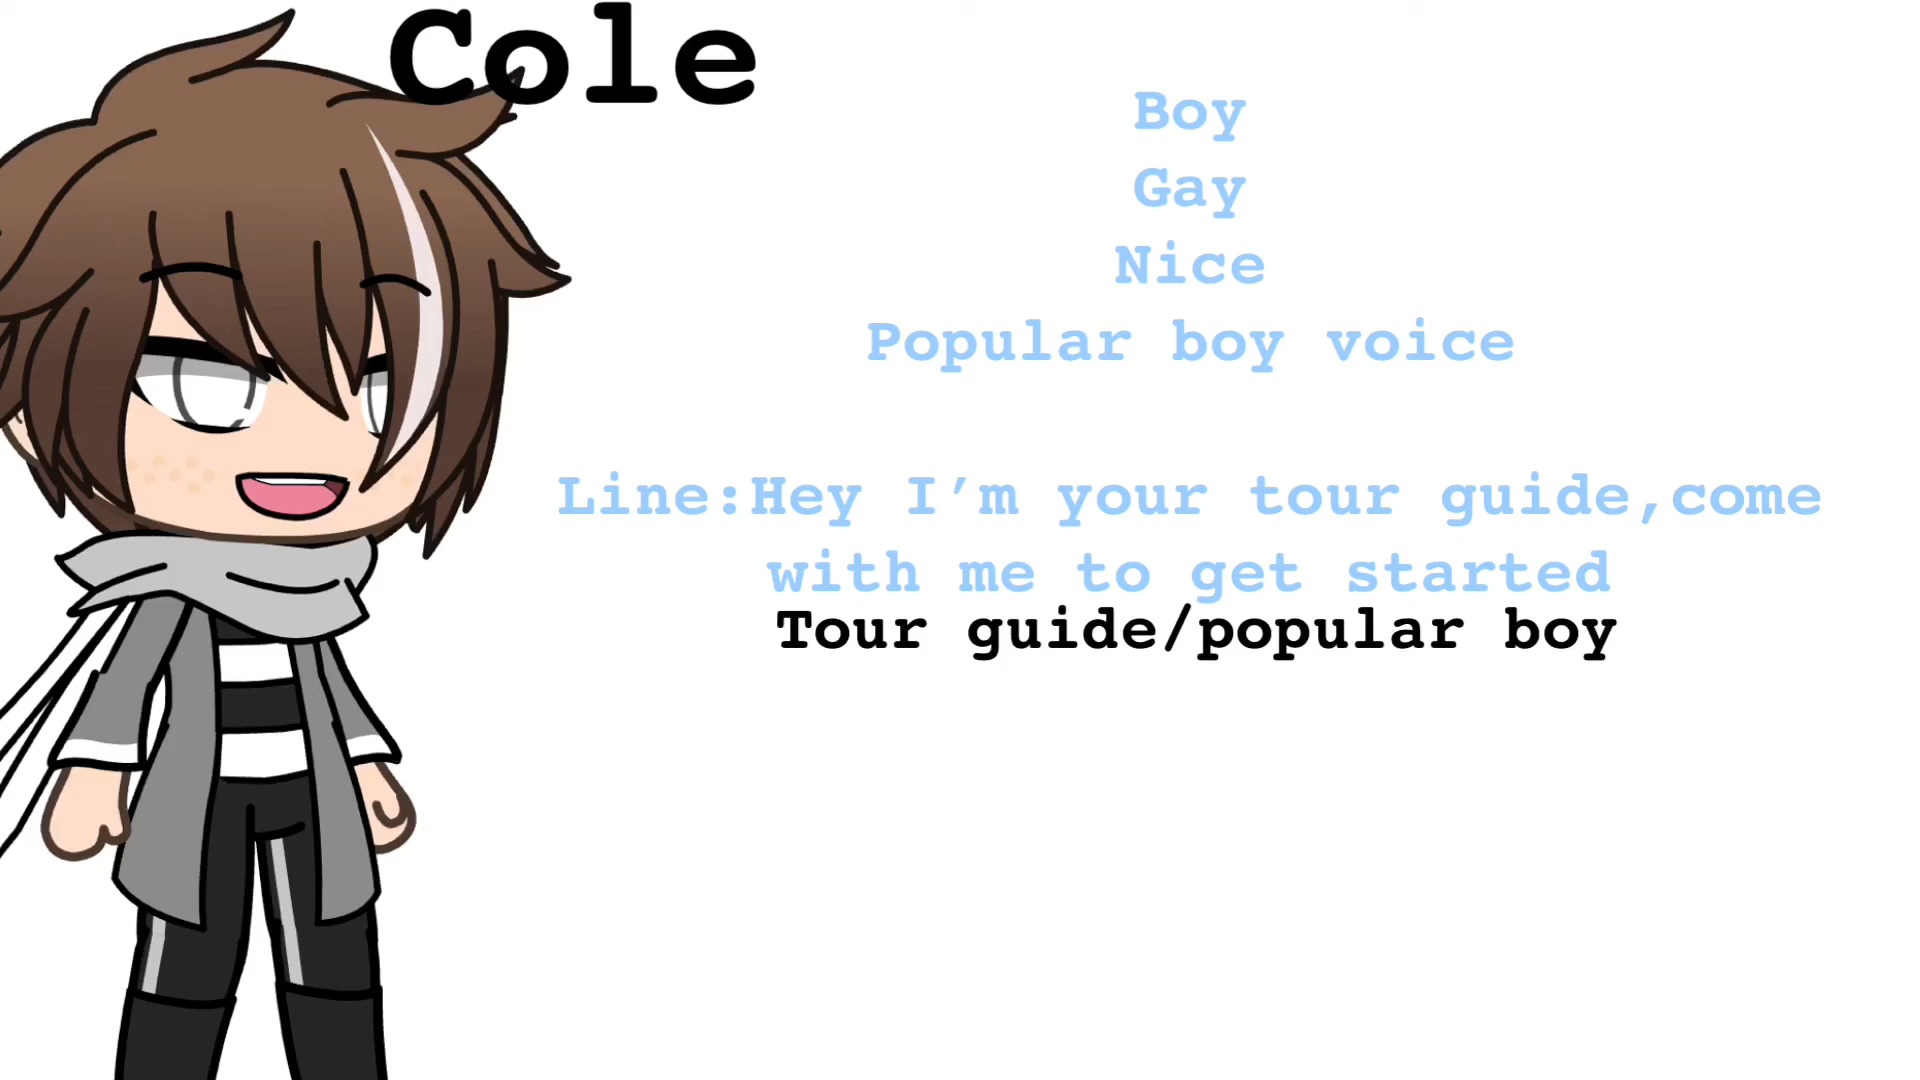 Cole
Boy
Gay
Nice
Popular boy voice
Line:Hey I’m your tour guide,come
with me to get started
Tour guide/popular boy